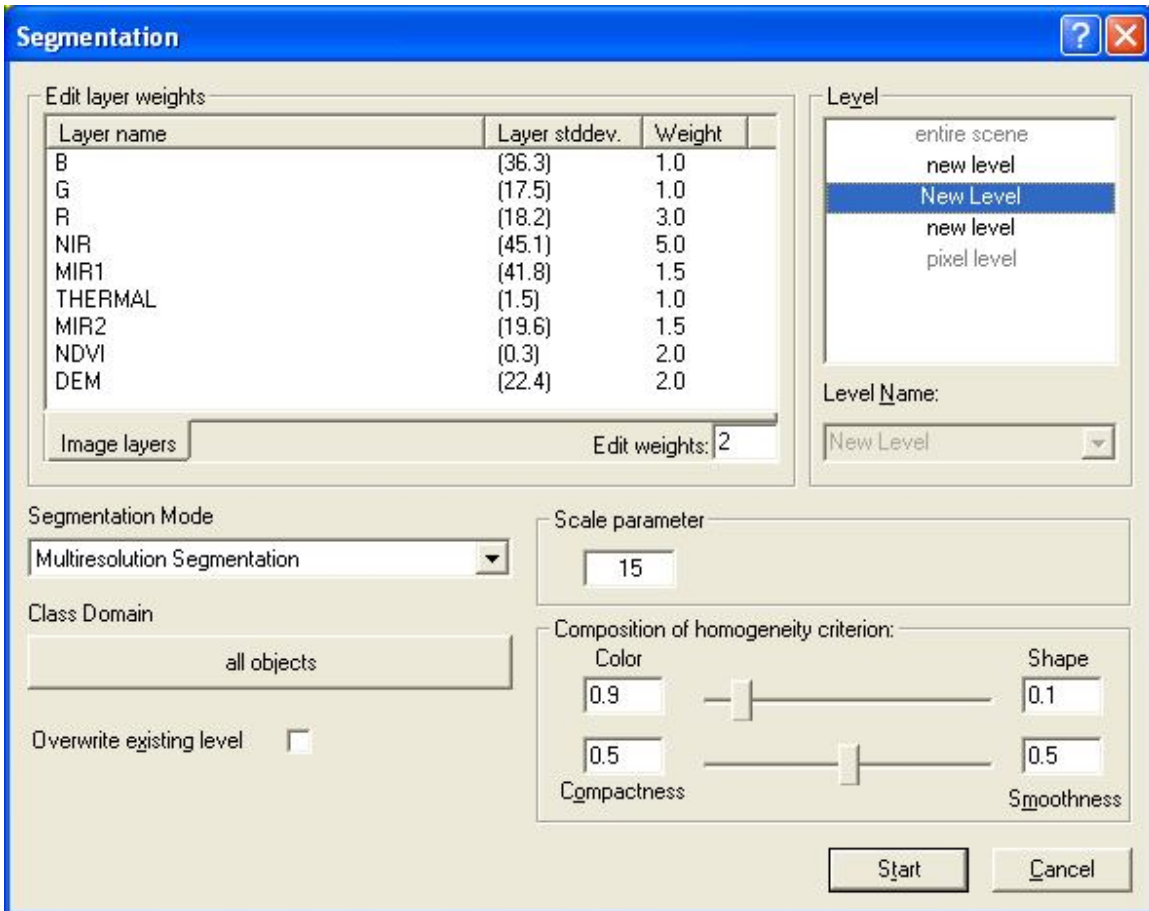 Segmentation
Edit layer weights
Layer name Layer stddev. Weight
B (36.3) 1.0
G (17.5) 1.0
R (18.2) 3.0
NIR (45.1) 5.0
MIR1 (41.8) 1.5
THERMAL (1.5) 1.0
MIR2 (19.6) 1.5
NDVI (0.3) 2.0
DEM (22.4) 2.0
Image layers Edit weights: 2
Level
entire scene
new level
New Level
new level
pixel level
Level Name:
New Level
Segmentation Mode
Multiresolution Segmentation
Class Domain
all objects
Overwrite existing level
Scale parameter
15
Composition of homogeneity criterion:
Color Shape
0.9 0.1
0.5 0.5
Compactness Smoothness
Start Cancel